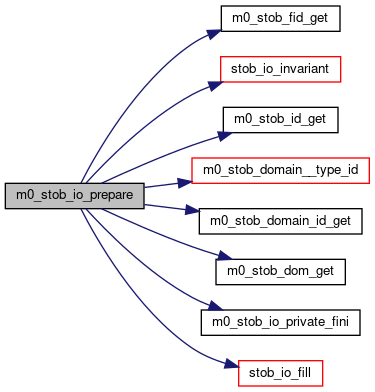 m0_stob_fid_get
stob_io_invariant
m0_stob_id_get
m0_stob_domain__type_id
m0_stob_io_prepare
m0_stob_domain_id_get
m0_stob_dom_get
m0_stob_io_private_fini
stob_io_fill